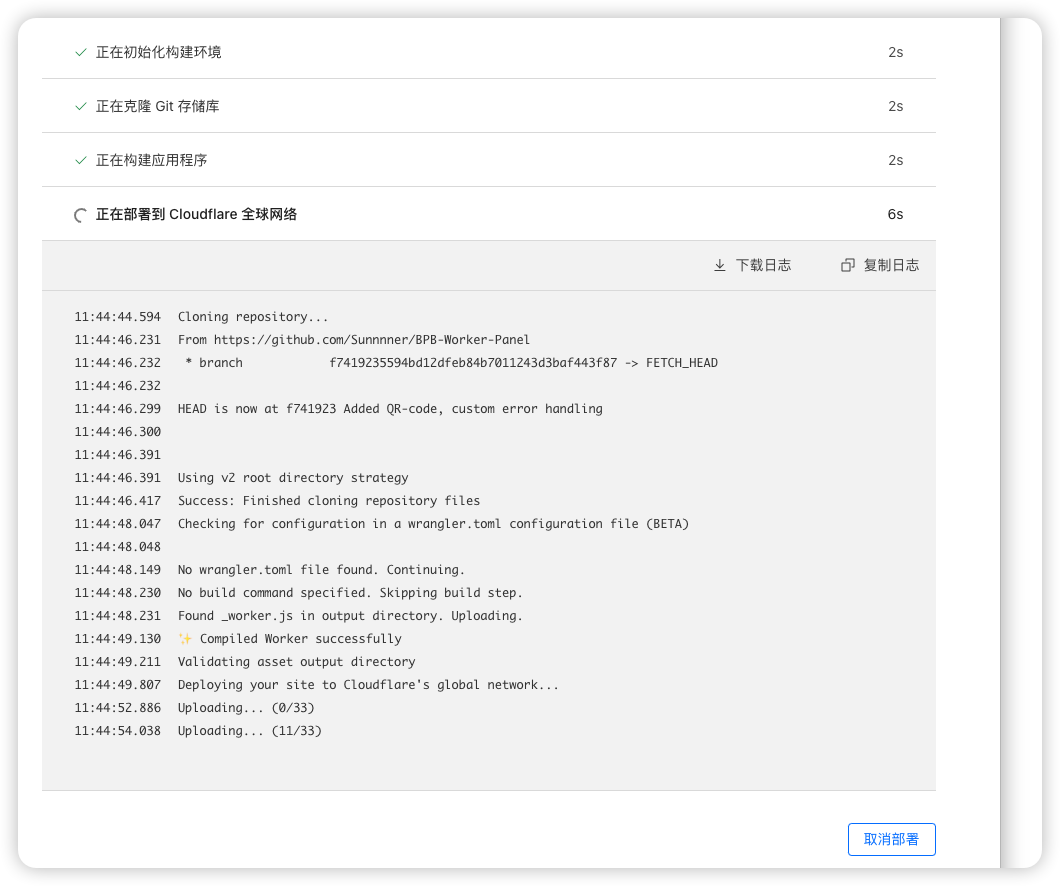 正在初始化构建环境 2s
正在克隆 Git 存储库 2s
正在构建应用程序 2s
正在部署到 Cloudflare 全球网络 6s
下载日志 复制日志
11:44:44.594 Cloning repository...
11:44:46.231 From https://github.com/Sunnnner/BPB-Worker-Panel
11:44:46.232 * branch f7419235594bd12dfeb84b7011243d3baf443f87 -> FETCH_HEAD
11:44:46.232
11:44:46.299 HEAD is now at f741923 Added QR-code, custom error handling
11:44:46.300
11:44:46.391
11:44:46.391 Using v2 root directory strategy
11:44:46.417 Success: Finished cloning repository files
11:44:48.047 Checking for configuration in a wrangler.toml configuration file (BETA)
11:44:48.048
11:44:48.149 No wrangler.toml file found. Continuing.
11:44:48.230 No build command specified. Skipping build step.
11:44:48.231 Found _worker.js in output directory. Uploading.
11:44:49.130 ✨ Compiled Worker successfully
11:44:49.211 Validating asset output directory
11:44:49.807 Deploying your site to Cloudflare's global network...
11:44:52.886 Uploading... (0/33)
11:44:54.038 Uploading... (11/33)
取消部署